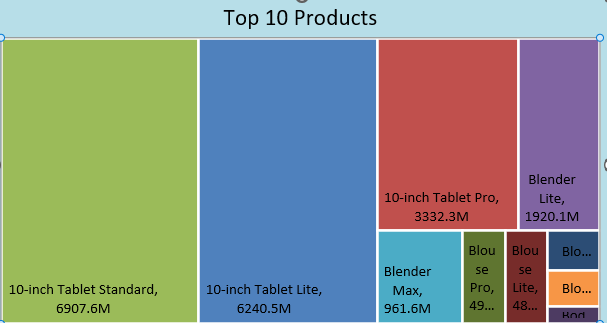 Top 10 Products
10-inch Tablet Standard,
6907.6M
10-inch Tablet Lite,
6240.5M
10-inch Tablet Pro,
3332.3M
Blender
Lite,
1920.1M
Blender
Max,
961.6M
Blou
se
Pro,
49...
Blou
se
Lite,
48...
Blo...
Blo...
Bod